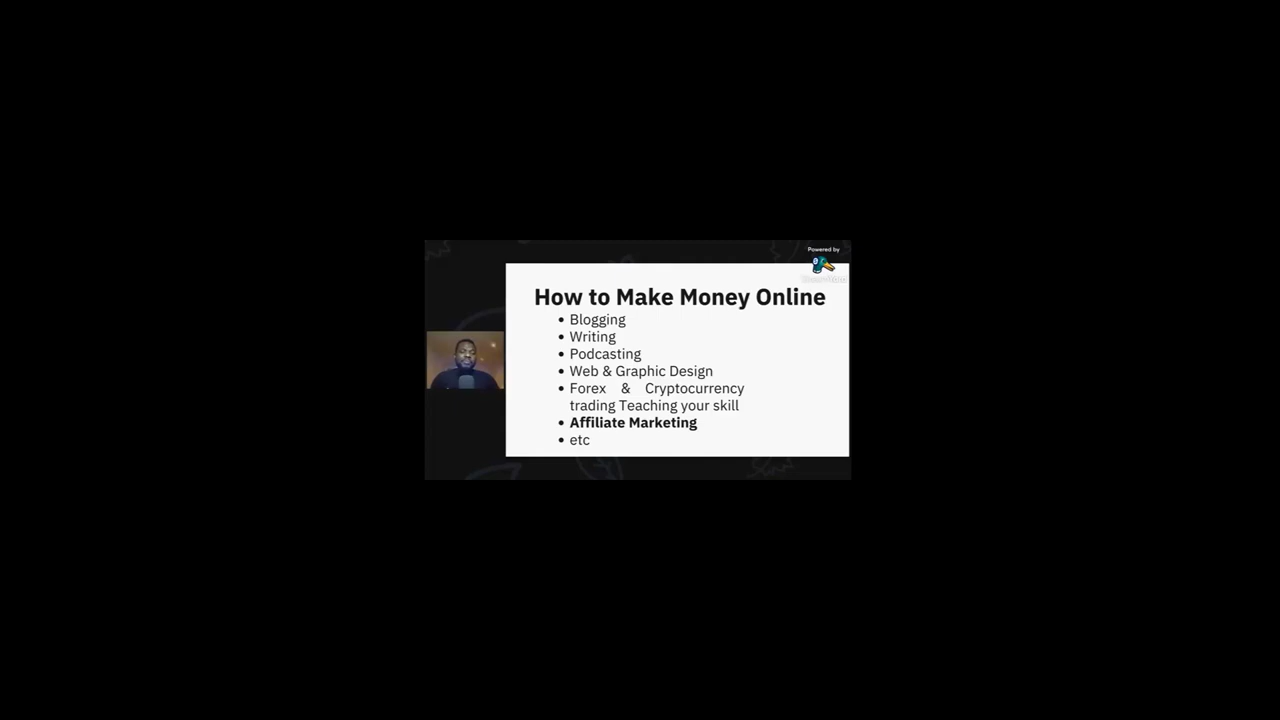 Powered by
How to Make Money Online
• Blogging
• Writing
• Podcasting
• Web & Graphic Design
• Forex & Cryptocurrency
trading Teaching your skill
• Affiliate Marketing
• etc